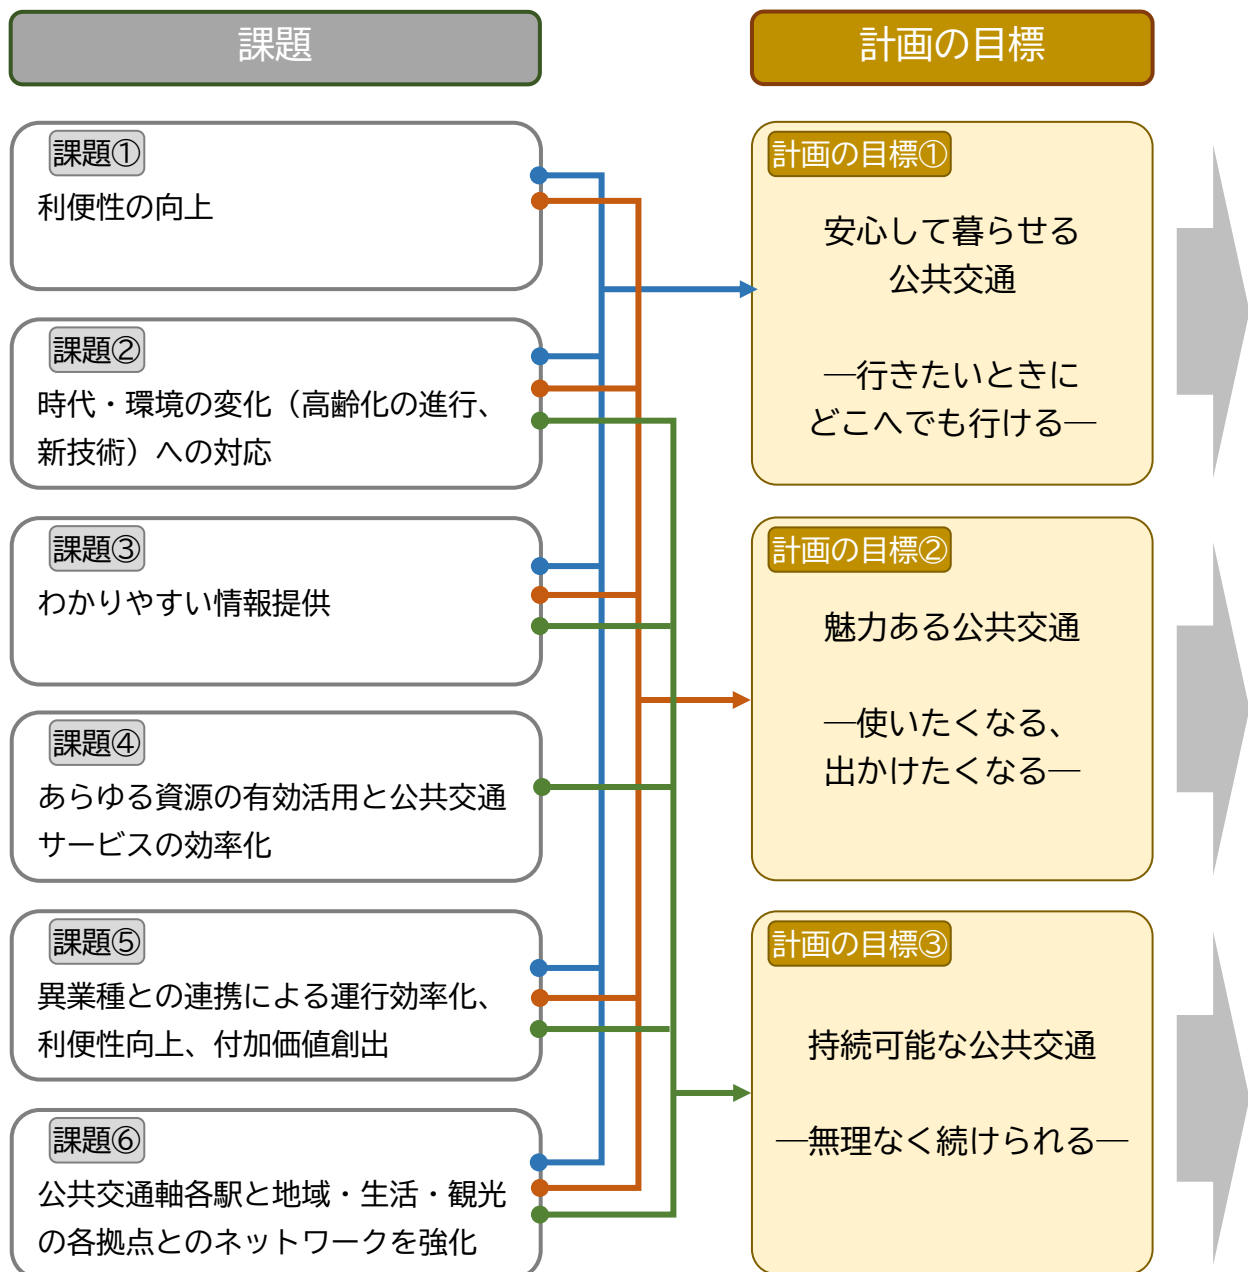 課題
計画の目標
課題①
利便性の向上
課題②
時代・環境の変化（高齢化の進行、
新技術）への対応
課題③
わかりやすい情報提供
課題④
あらゆる資源の有効活用と公共交通
サービスの効率化
課題⑤
異業種との連携による運行効率化、
利便性向上、付加価値創出
課題⑥
公共交通軸各駅と地域・生活・観光
の各拠点とのネットワークを強化
計画の目標①
安心して暮らせる
公共交通
―行きたいときに
どこへでも行ける―
計画の目標②
魅力ある公共交通
―使いたくなる、
出かけたくなる―
計画の目標③
持続可能な公共交通
―無理なく続けられる―